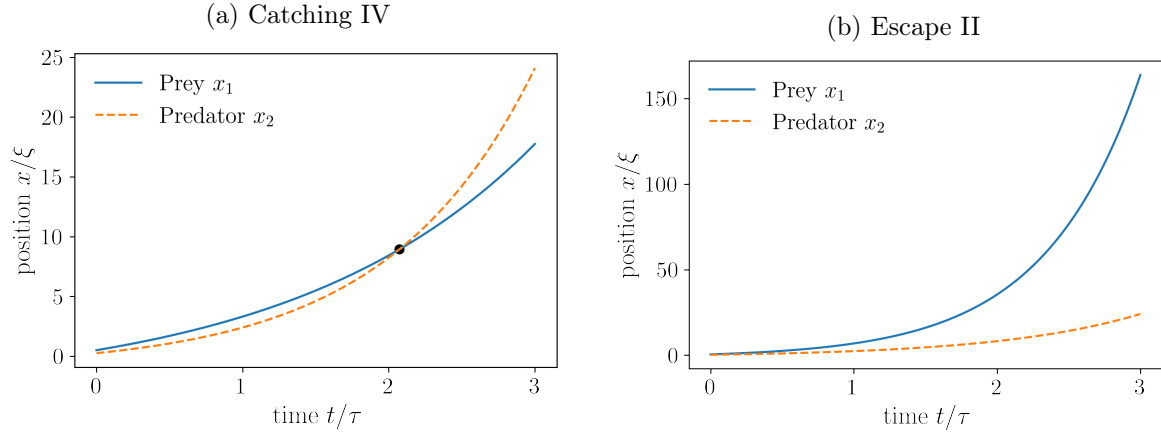 (a) Catching IV
25
20
15
10
5
0
position x/ξ
Prey x₁
Predator x₂
0 1 2 3
time t/τ
(b) Escape II
150
100
50
0
position x/ξ
Prey x₁
Predator x₂
0 1 2 3
time t/τ